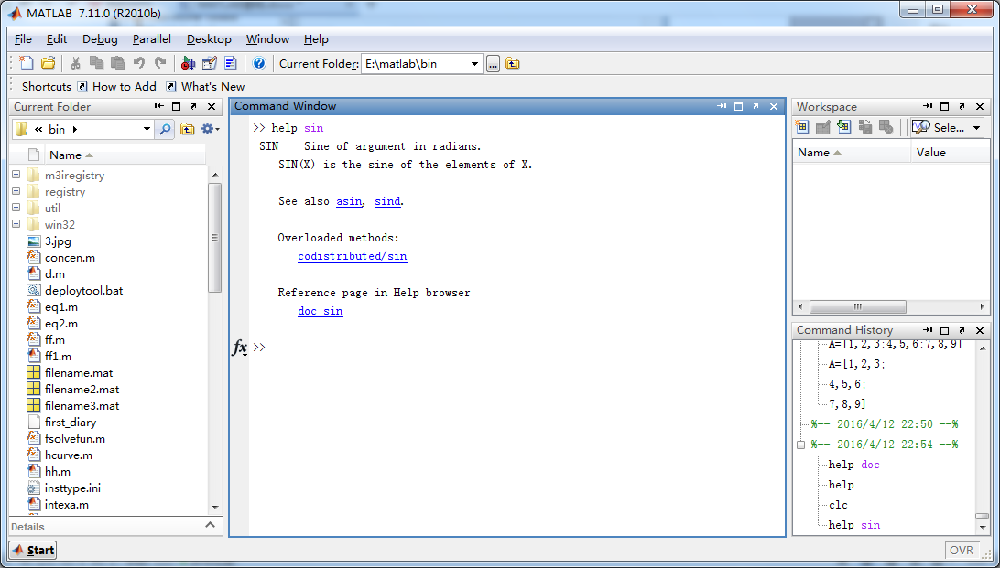 MATLAB 7.11.0 (R2010b)
File Edit Debug Parallel Desktop Window Help
Current Folder: E:\matlab\bin ...
Shortcuts How to Add What's New
Current Folder
« bin
Name
m3iregistry
registry
util
win32
3.jpg
concen.m
d.m
deploytool.bat
eq1.m
eq2.m
ff.m
ff1.m
filename.mat
filename2.mat
filename3.mat
first_diary
fsolvefun.m
hcurve.m
hh.m
insttype.ini
intexa.m
Details
Command Window
>> help sin
SIN Sine of argument in radians.
SIN(X) is the sine of the elements of X.
See also asin, sind.
Overloaded methods:
codistributed/sin
Reference page in Help browser
doc sin
fx >>
Workspace
Sele...
Name Value
Command History
A=[1,2,3;4,5,6;7,8,9]
A=[1,2,3;
4,5,6;
7,8,9]
%-- 2016/4/12 22:50 --%
%-- 2016/4/12 22:54 --%
help doc
help
clc
help sin
Start
OVR